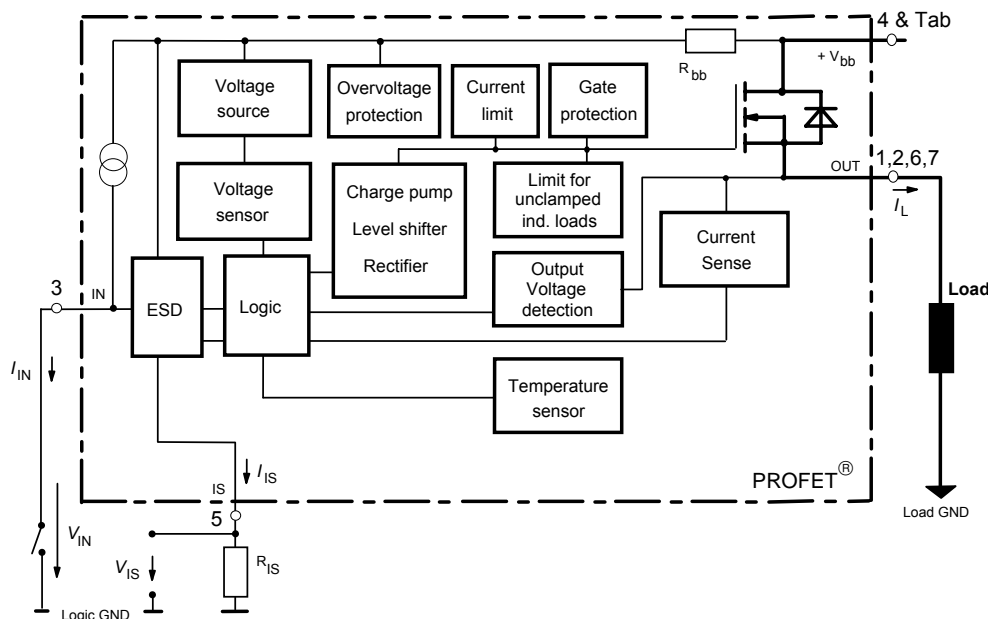 4 & Tab
R bb
+ V bb
Voltage
source
Overvoltage
protection
Current
limit
Gate
protection
Voltage
sensor
Charge pump
Level shifter
Rectifier
Limit for
unclamped
ind. loads
OUT
1,2,6,7
I L
Current
Sense
3
IN
ESD
Logic
Output
Voltage
detection
Load
I IN
Temperature
sensor
I IS
IS
PROFET®
5
Load GND
V IN
V IS
R IS
Logic GND